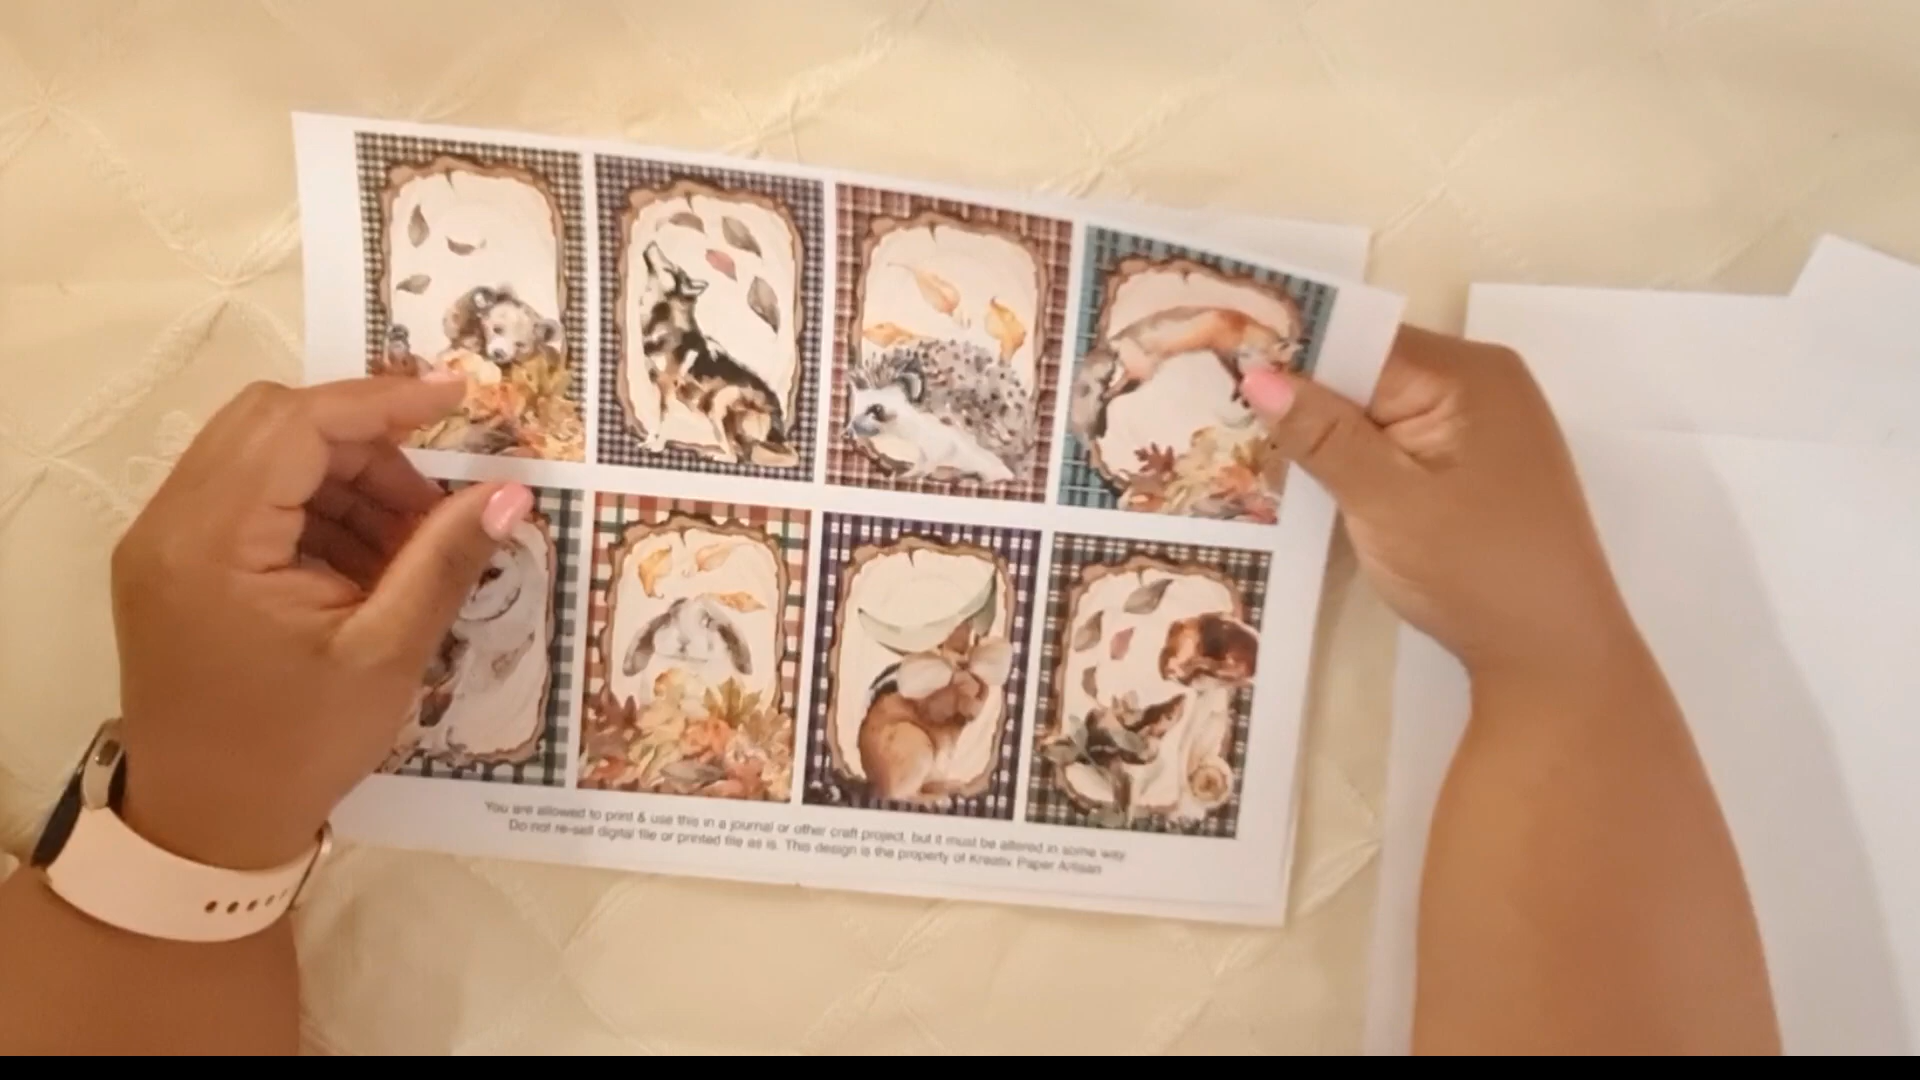 You are allowed to print & use this in a journal or other craft project, but it must be altered in some way
Do not re-sell digital file or printed file as is. This design is the property of Kreativ Paper Artisan